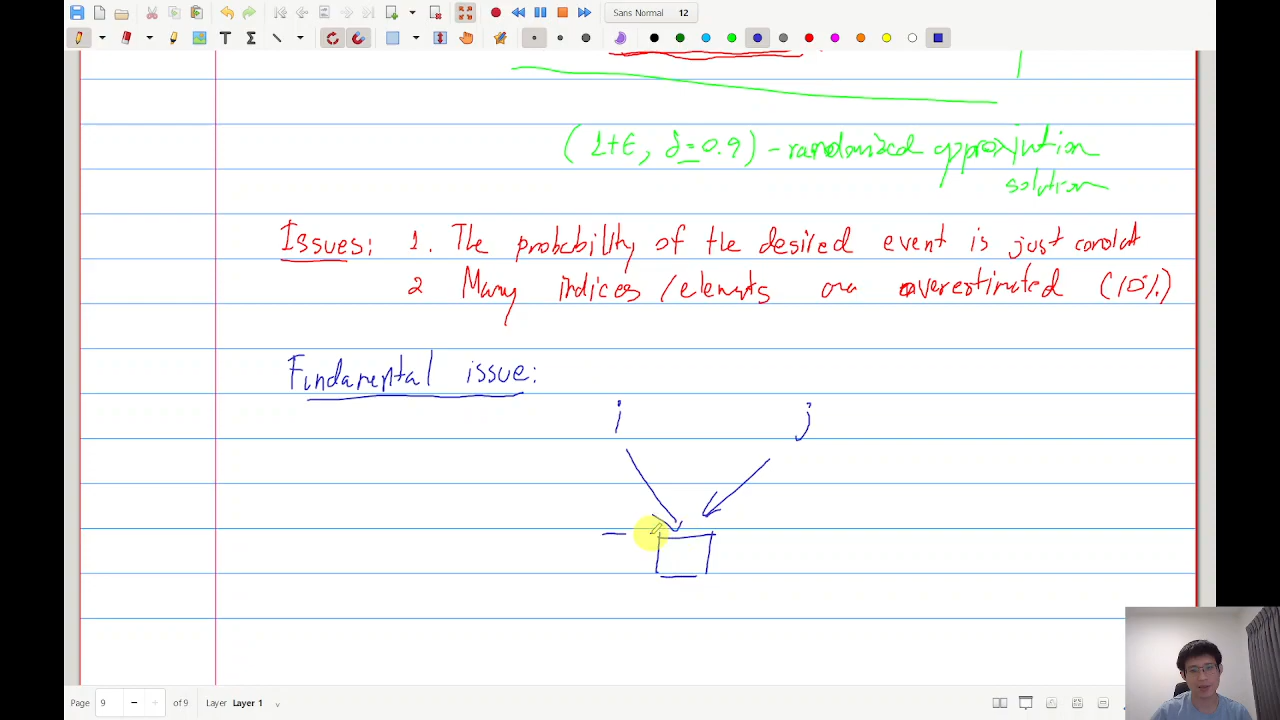 Sans Normal 12
(1+ε, δ=0.9) - randomized approximation
solution
Issues: 1. The probability of the desired event is just constat
2 Many indices/elements are overestimated (10%)
Fundamental issue:
i j
Page 9 of 9 Layer Layer 1